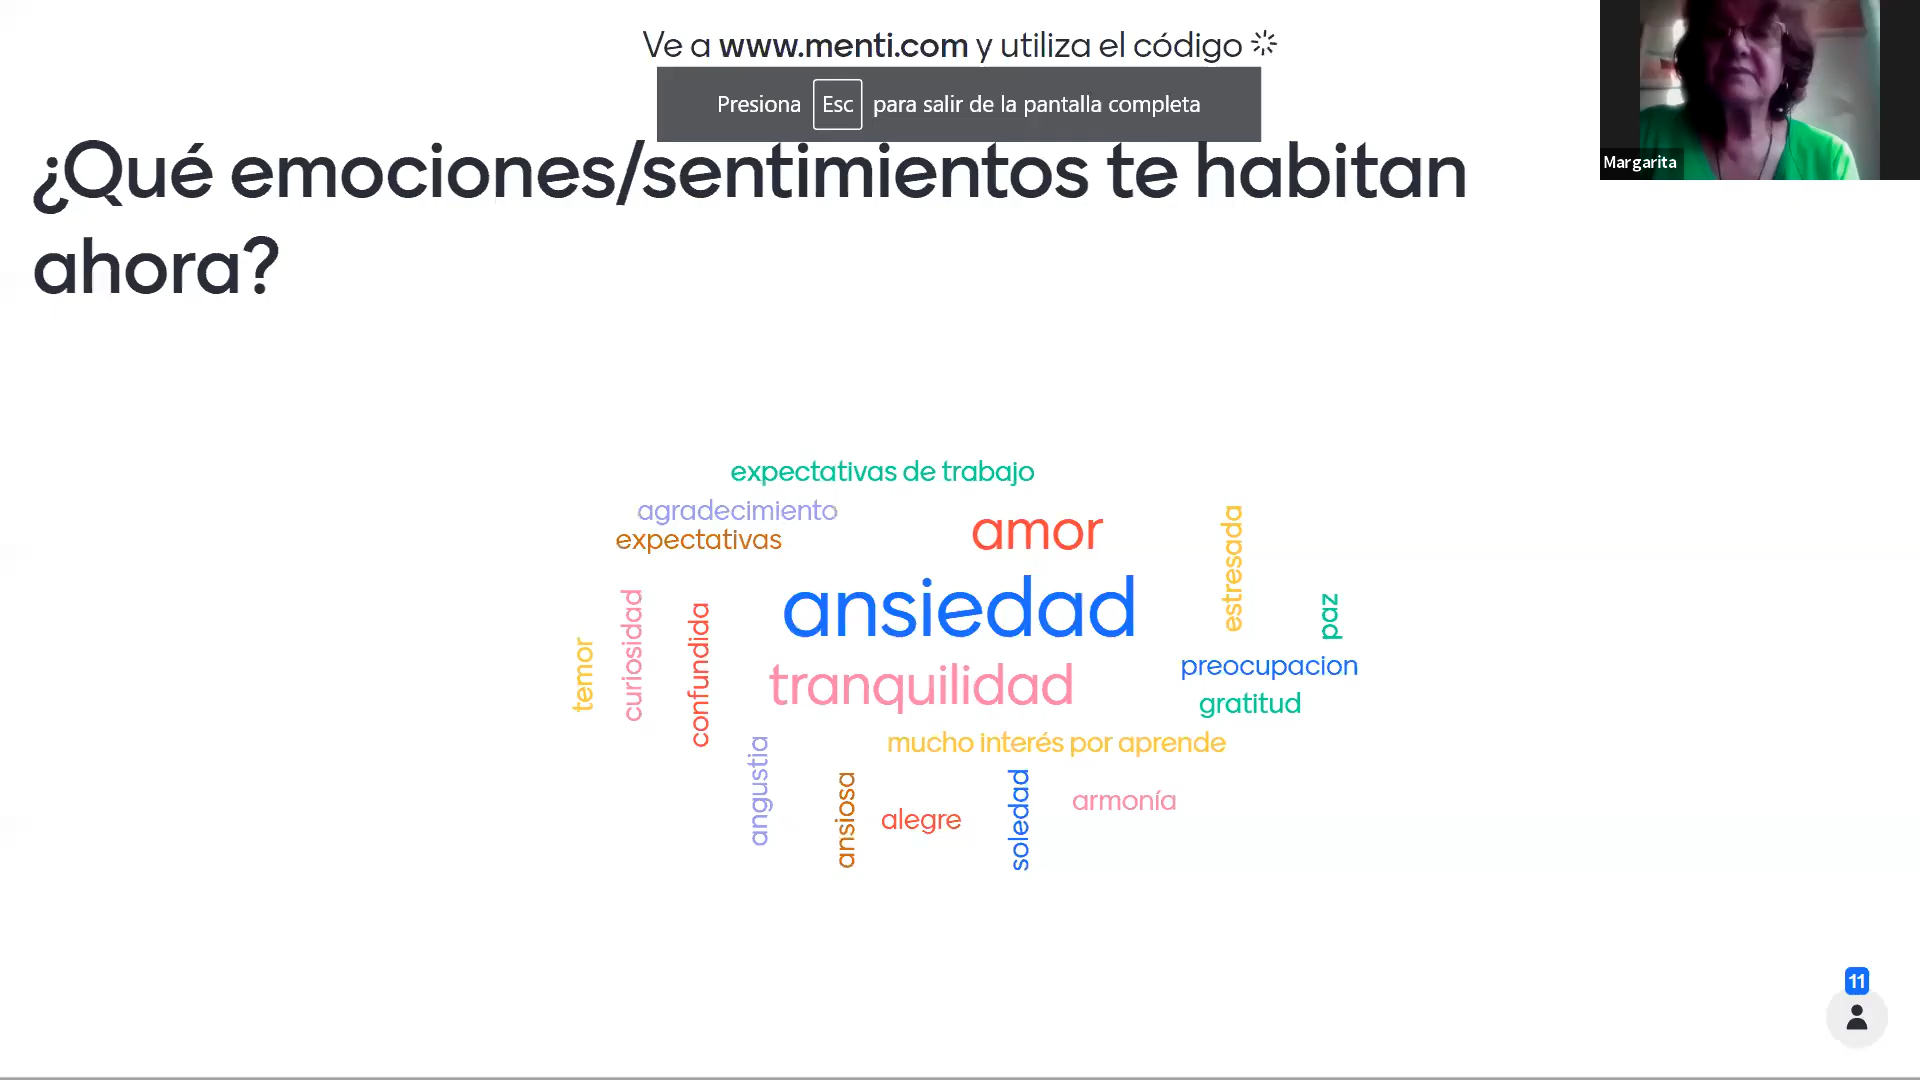 Ve a www.menti.com y utiliza el código
Presiona Esc para salir de la pantalla completa
¿Qué emociones/sentimientos te habitan
ahora?
Margarita
expectativas de trabajo
agradecimiento
expectativas
amor
estresada
ansiedad
paz
temor
curiosidad
confundida
tranquilidad
preocupacion
gratitud
mucho interés por aprende
angustia
ansiosa
alegre
soledad
armonía
11